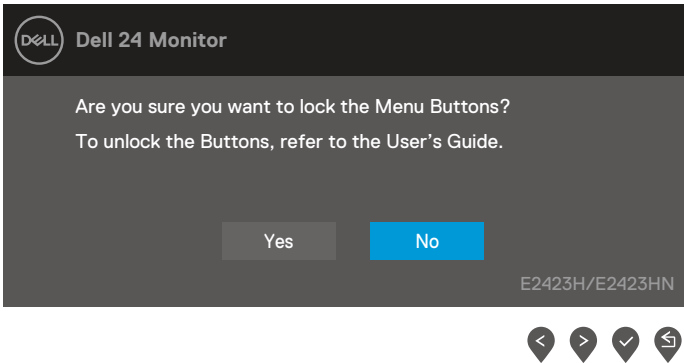 DELL
Dell 24 Monitor
Are you sure you want to lock the Menu Buttons?
To unlock the Buttons, refer to the User’s Guide.
Yes No
E2423H/E2423HN